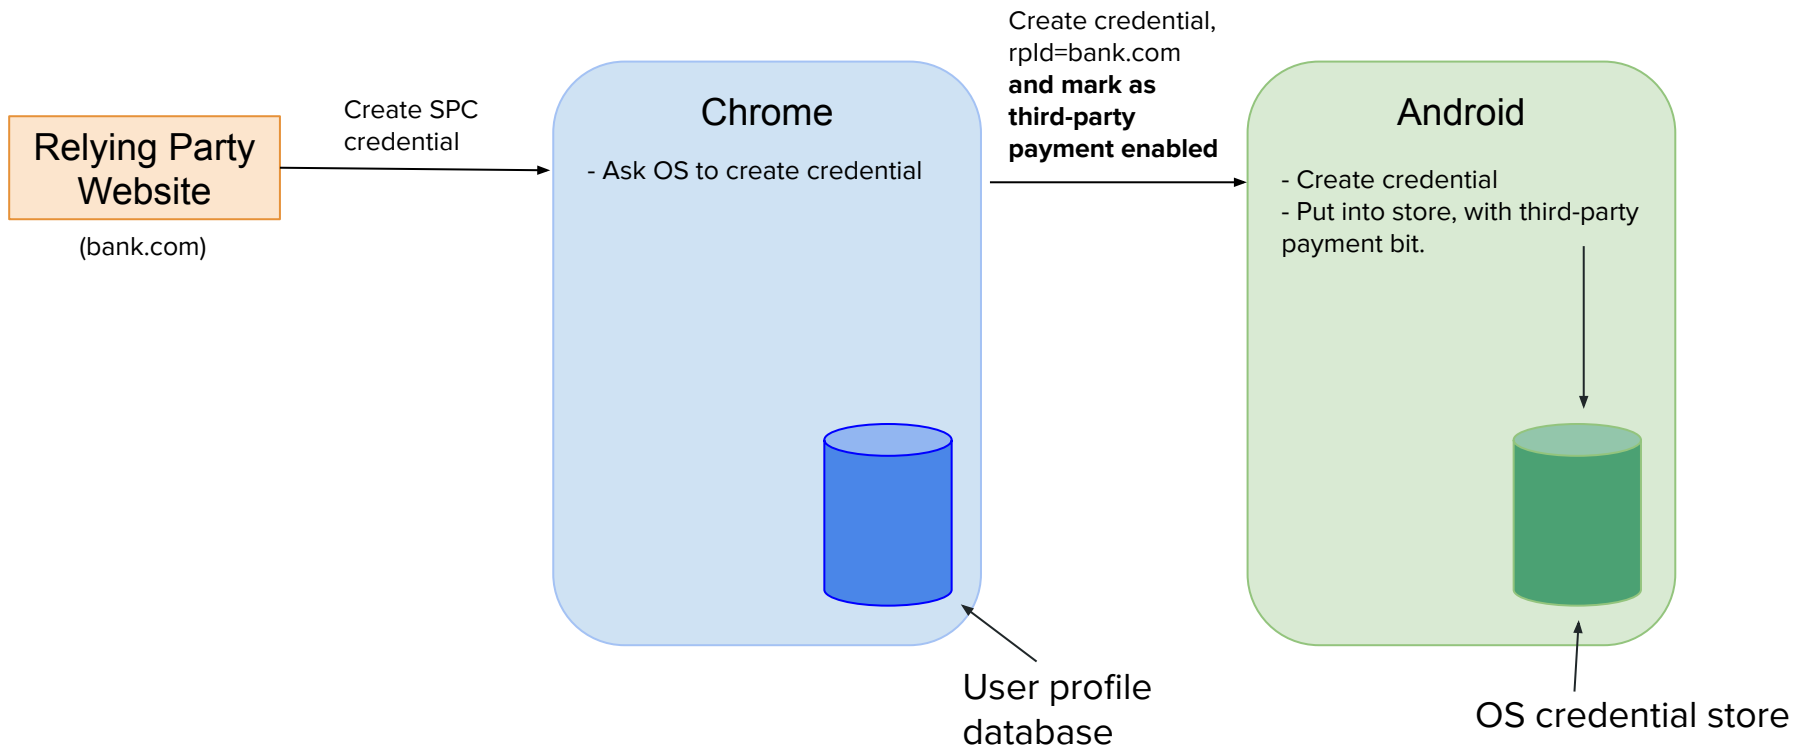 Relying Party
Website
(bank.com)
Create SPC
credential
Chrome
- Ask OS to create credential
Create credential,
rpId=bank.com
and mark as
third-party
payment enabled
Android
- Create credential
- Put into store, with third-party
payment bit.
User profile
database
OS credential store